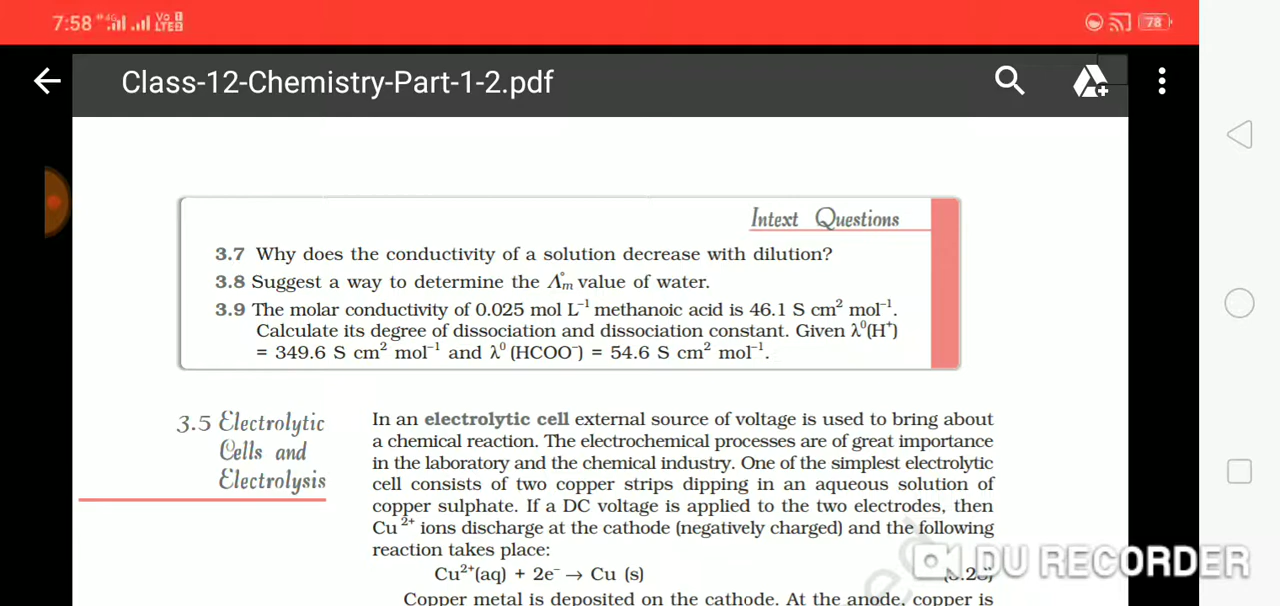 7:58 4G Vo LTE 1 78
Class-12-Chemistry-Part-1-2.pdf
Intext Questions
3.7 Why does the conductivity of a solution decrease with dilution?
3.8 Suggest a way to determine the Λ°m value of water.
3.9 The molar conductivity of 0.025 mol L⁻¹ methanoic acid is 46.1 S cm² mol⁻¹.
Calculate its degree of dissociation and dissociation constant. Given λ⁰(H⁺)
= 349.6 S cm² mol⁻¹ and λ⁰ (HCOO⁻) = 54.6 S cm² mol⁻¹.
3.5 Electrolytic
Cells and
Electrolysis
In an electrolytic cell external source of voltage is used to bring about
a chemical reaction. The electrochemical processes are of great importance
in the laboratory and the chemical industry. One of the simplest electrolytic
cell consists of two copper strips dipping in an aqueous solution of
copper sulphate. If a DC voltage is applied to the two electrodes, then
Cu²⁺ ions discharge at the cathode (negatively charged) and the following
reaction takes place:
Cu²⁺(aq) + 2e⁻ → Cu (s)
DU RECORDER
Copper metal is deposited on the cathode. At the anode, copper is